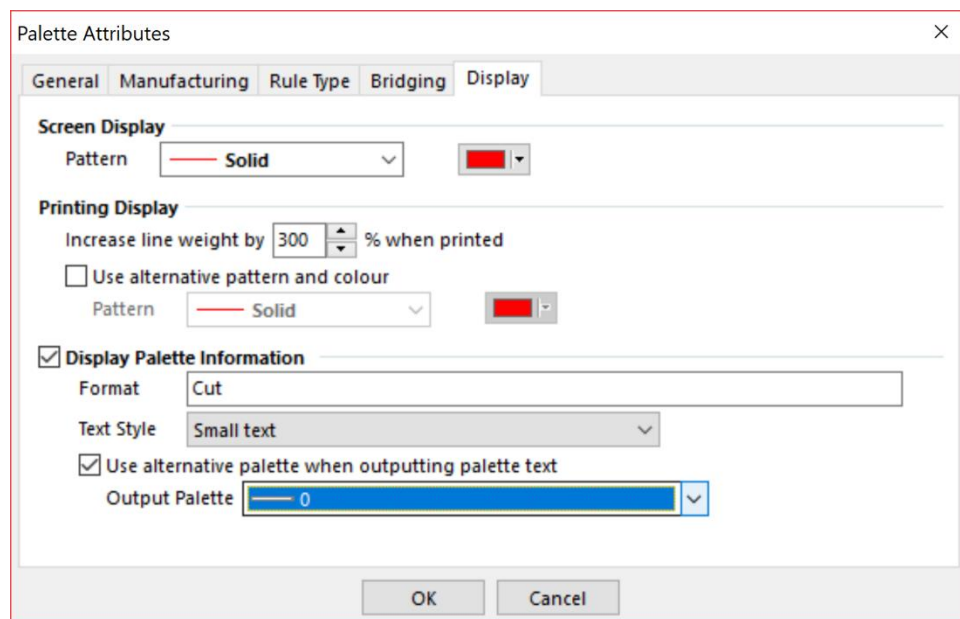 Palette Attributes
General Manufacturing Rule Type Bridging Display
Screen Display
Pattern Solid
Printing Display
Increase line weight by 300 % when printed
Use alternative pattern and colour
Pattern Solid
Display Palette Information
Format Cut
Text Style Small text
Use alternative palette when outputting palette text
Output Palette 0
OK Cancel